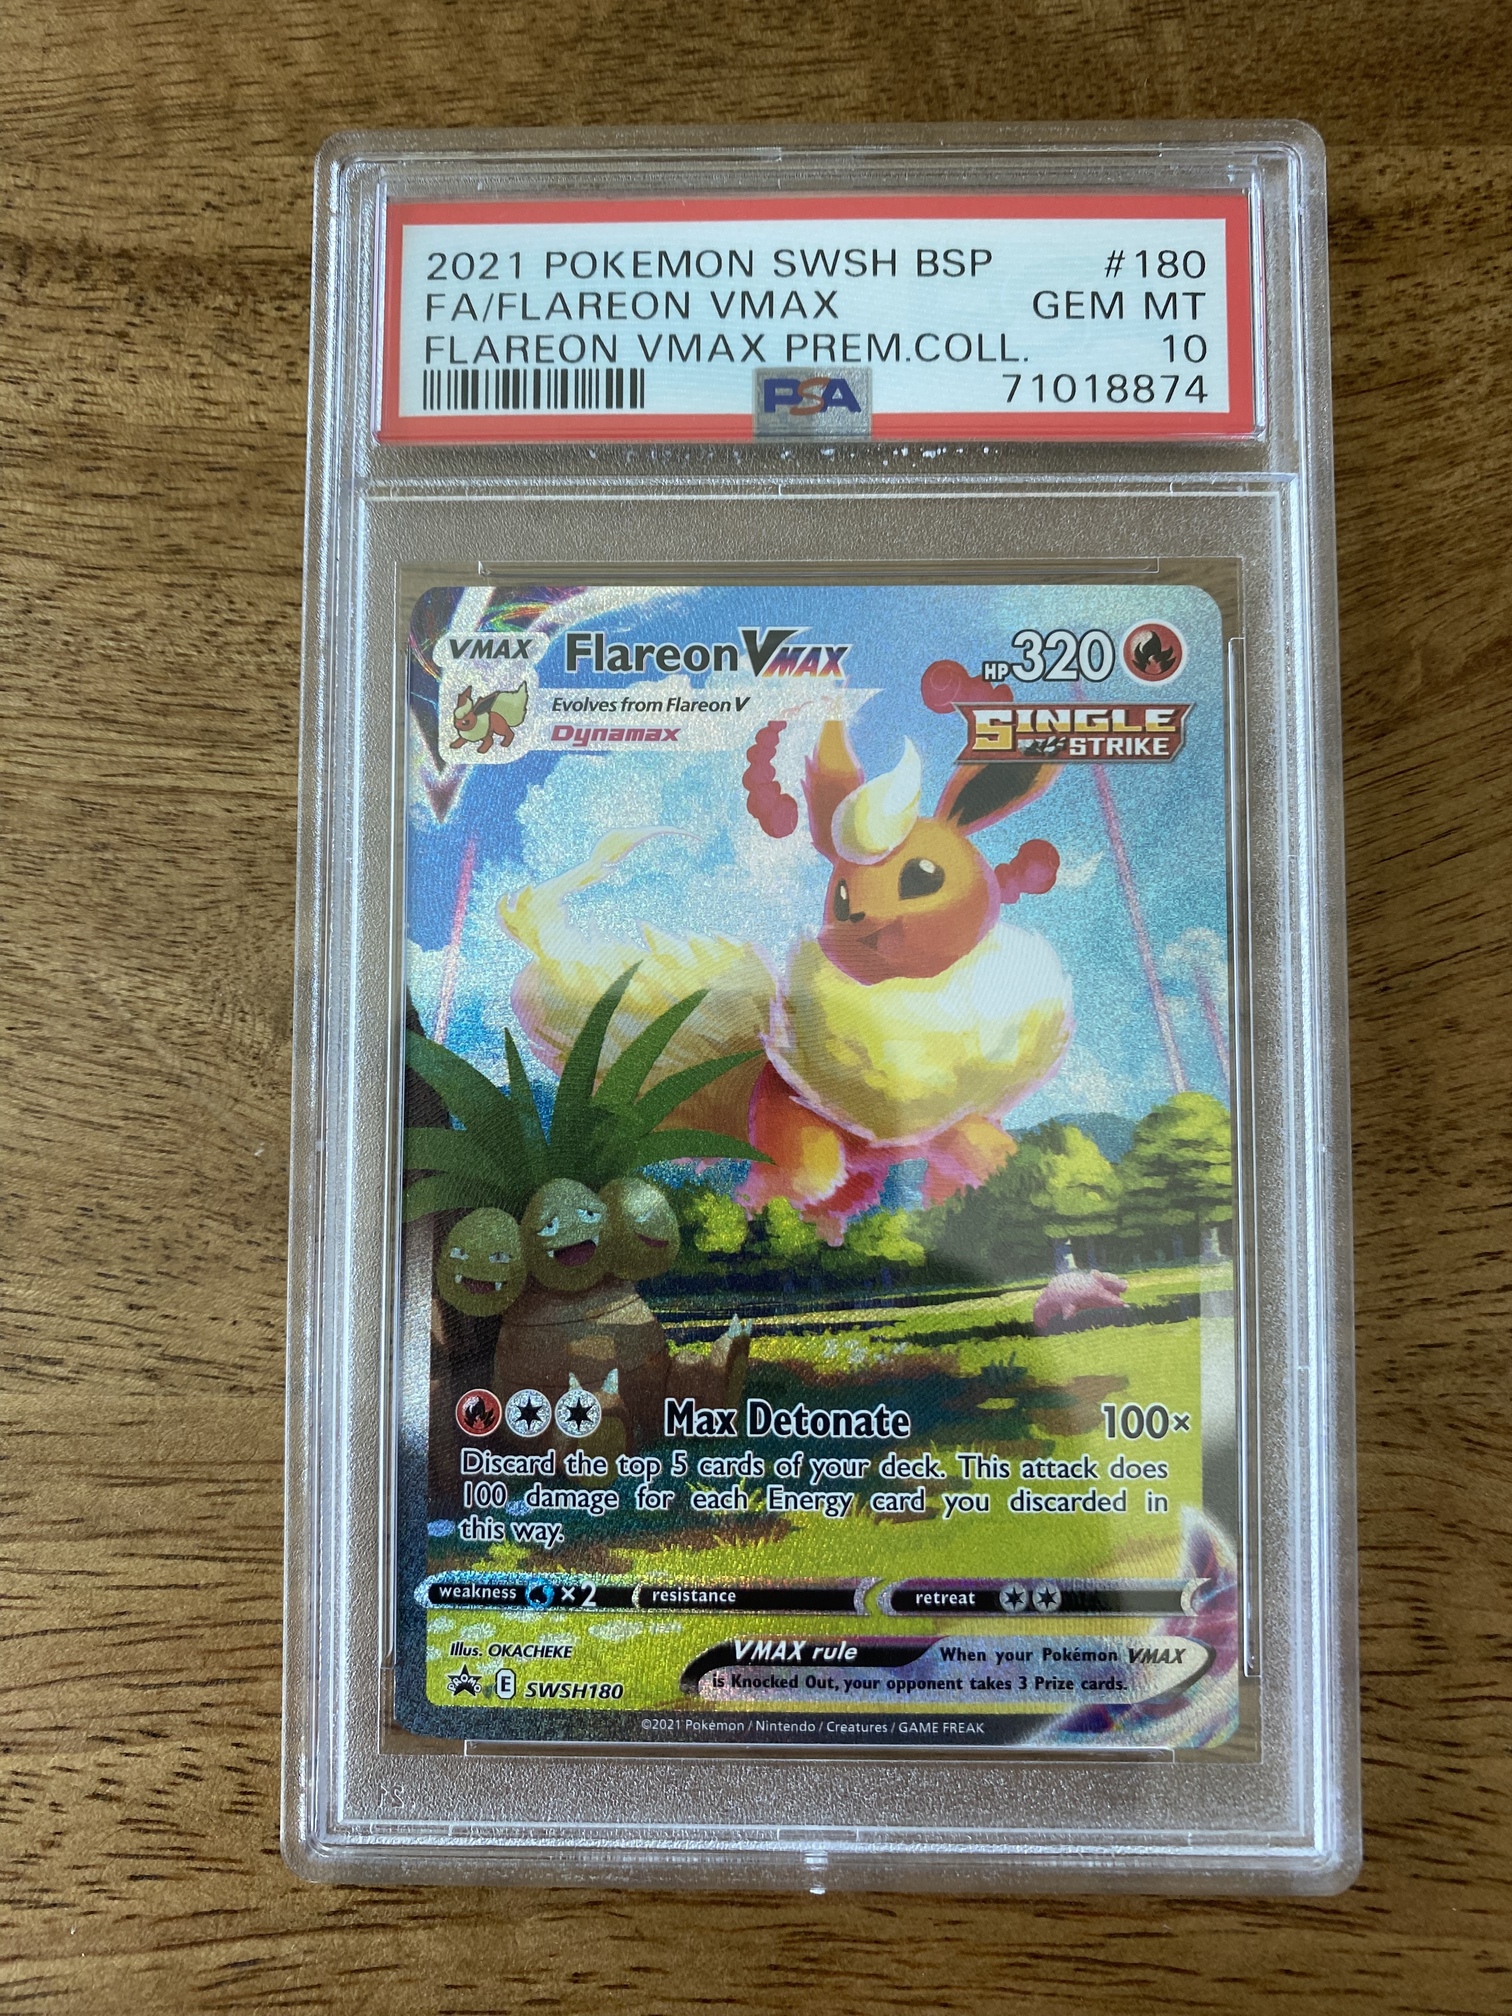 2021 POKEMON SWSH BSP #180
FA/FLAREON VMAX GEM MT
FLAREON VMAX PREM.COLL. 10
PSA 71018874
VMAX Flareon VMAX HP 320
Evolves from Flareon V
Dynamax
SINGLE
STRIKE
Max Detonate 100×
Discard the top 5 cards of your deck. This attack does
100 damage for each Energy card you discarded in
this way.
weakness ×2 resistance retreat
Illus. OKACHEKE
VMAX rule When your Pokémon VMAX
is Knocked Out, your opponent takes 3 Prize cards.
PROMO E SWSH180
©2021 Pokémon / Nintendo / Creatures / GAME FREAK